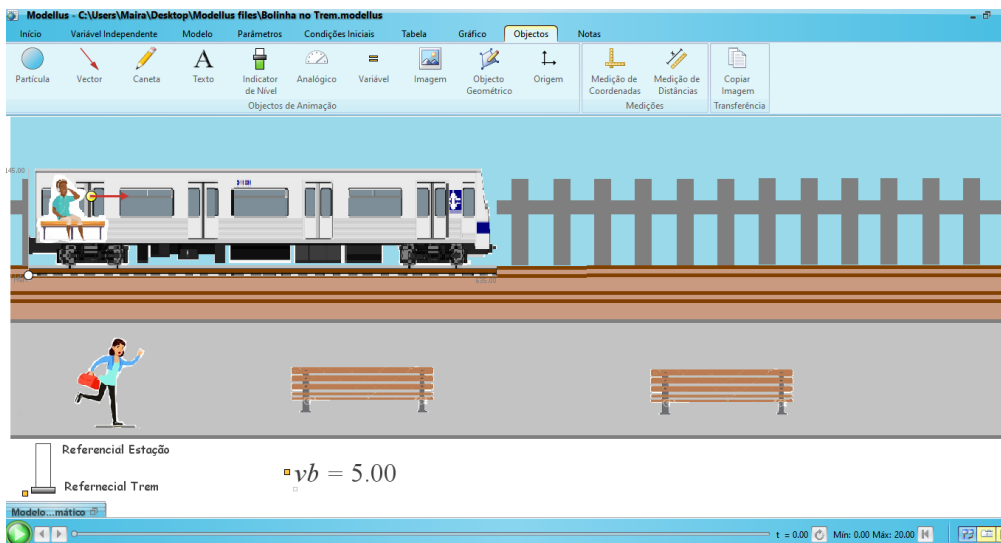 Modellus - C:\Users\Maira\Desktop\Modellus files\Bolinha no Trem.modellus
Início Variável Independente Modelo Parâmetros Condições Iniciais Tabela Gráfico Objectos Notas
Partícula Vector Caneta Texto Indicator de Nível Analógico Variável Imagem Objecto Geométrico Origem Medição de Coordenadas Medição de Distâncias Copiar Imagem
Objectos de Animação Medições Transferência
145.00
Referencial Estação
Refernecial Trem
vb = 5.00
Modelo...mático
t = 0.00 Mín: 0.00 Máx: 20.00